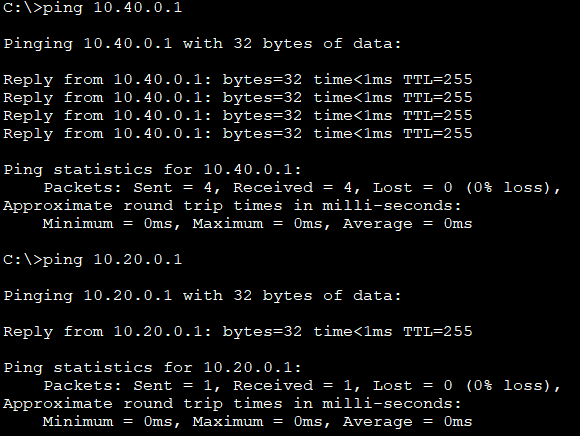 C:\>ping 10.40.0.1
Pinging 10.40.0.1 with 32 bytes of data:
Reply from 10.40.0.1: bytes=32 time<1ms TTL=255
Reply from 10.40.0.1: bytes=32 time<1ms TTL=255
Reply from 10.40.0.1: bytes=32 time<1ms TTL=255
Reply from 10.40.0.1: bytes=32 time<1ms TTL=255
Ping statistics for 10.40.0.1:
    Packets: Sent = 4, Received = 4, Lost = 0 (0% loss),
Approximate round trip times in milli-seconds:
    Minimum = 0ms, Maximum = 0ms, Average = 0ms
C:\>ping 10.20.0.1
Pinging 10.20.0.1 with 32 bytes of data:
Reply from 10.20.0.1: bytes=32 time<1ms TTL=255
Ping statistics for 10.20.0.1:
    Packets: Sent = 1, Received = 1, Lost = 0 (0% loss),
Approximate round trip times in milli-seconds:
    Minimum = 0ms, Maximum = 0ms, Average = 0ms